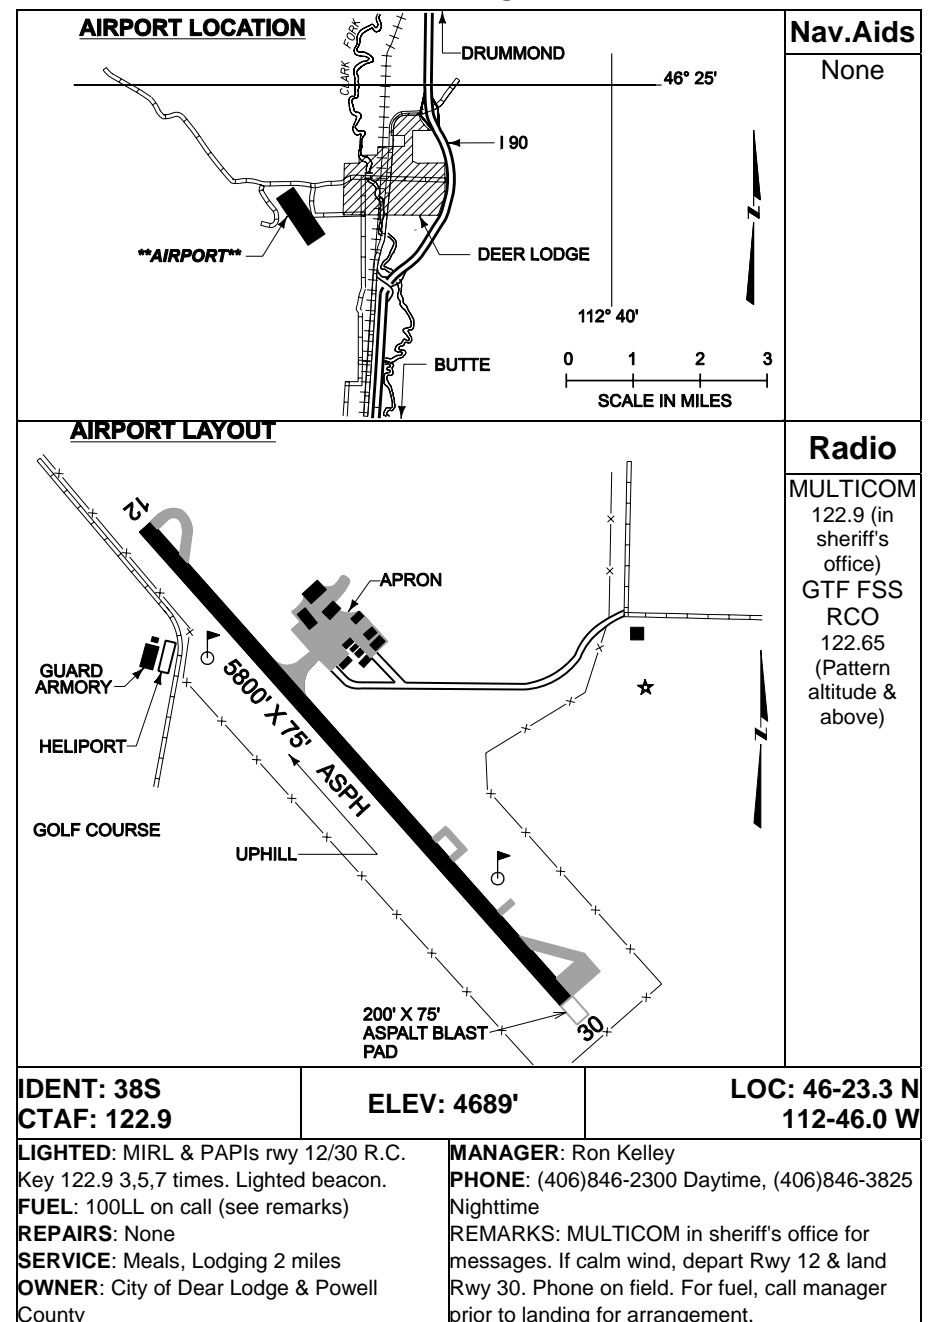 AIRPORT LOCATION
CLARK FORK
DRUMMOND
46° 25'
I 90
N
**AIRPORT**
DEER LODGE
112° 40'
BUTTE
0 1 2 3
SCALE IN MILES
Nav.Aids
None
AIRPORT LAYOUT
12
APRON
GUARD
ARMORY
HELIPORT
5800' X 75' ASPH
N
GOLF COURSE
UPHILL
200' X 75'
ASPALT BLAST
PAD
30
Radio
MULTICOM
122.9 (in
sheriff's
office)
GTF FSS
RCO
122.65
(Pattern
altitude &
above)
IDENT: 38S
CTAF: 122.9
ELEV: 4689'
LOC: 46-23.3 N
112-46.0 W
LIGHTED: MIRL & PAPIs rwy 12/30 R.C.
Key 122.9 3,5,7 times. Lighted beacon.
FUEL: 100LL on call (see remarks)
REPAIRS: None
SERVICE: Meals, Lodging 2 miles
OWNER: City of Dear Lodge & Powell
County
MANAGER: Ron Kelley
PHONE: (406)846-2300 Daytime, (406)846-3825
Nighttime
REMARKS: MULTICOM in sheriff's office for
messages. If calm wind, depart Rwy 12 & land
Rwy 30. Phone on field. For fuel, call manager
prior to landing for arrangement.